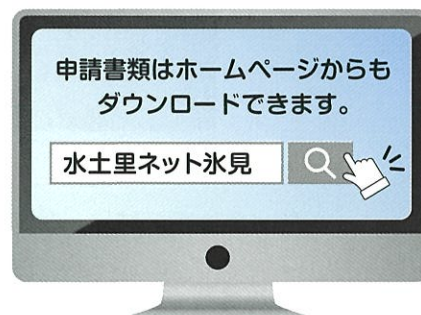 申請書類はホームページからも
ダウンロードできます。
水土里ネット氷見